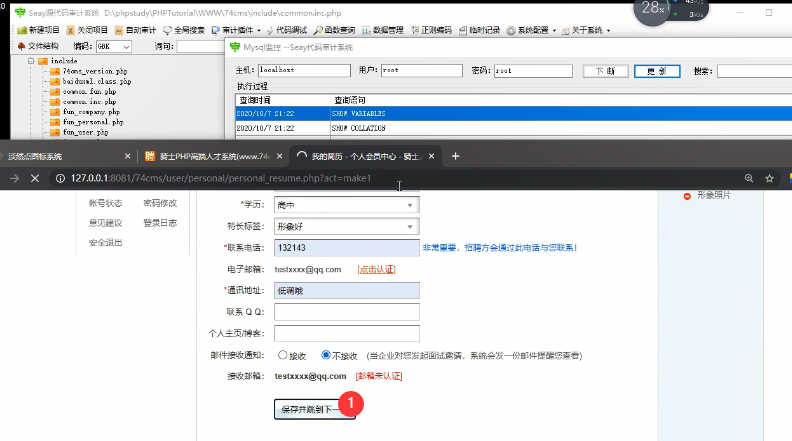 Seay源代码审计系统 D:\phpstudy\PHPTutorial\WWW\74cms\include\common.inc.php
28%
新建项目 关闭项目 自动审计 全局搜索 审计插件 代码调试 函数查询 数据管理 正则编码 临时记录 系统配置 关于系统
文件结构 编码: GBK 词句:
Mysql监控 --Seay代码审计系统
include
74cms_version.php
baiduxml.class.php
common.fun.php
common.inc.php
fun_company.php
fun_personal.php
fun_user.php
主机: localhost 用户: root 密码: root 下断 更新 搜索:
执行过程
查询时间 查询语句
2020/10/7 21:22 SHOW VARIABLES
2020/10/7 21:22 SHOW COLLATION
淡然点图标系统 骑士PHP高端人才系统(www.74 我的简历 - 个人会员中心 - 骑士
127.0.0.1:8081/74cms/user/personal/personal_resume.php?act=make1
帐号状态 密码修改
意见建议 登录日志
安全退出
*学历: 高中
特长标签: 形象好
*联系电话: 132143 非常重要，招聘方会通过此电话与您联系!
电子邮箱: testxxxx@qq.com [点击认证]
*通讯地址: 低调哦
联系 Q Q:
个人主页/博客:
邮件接收通知: 接收 不接收 (当企业对您发起面试邀请，系统会发一份邮件提醒您查看)
接收邮箱: testxxxx@qq.com [邮箱未认证]
保存并跳到下一
1
形象照片